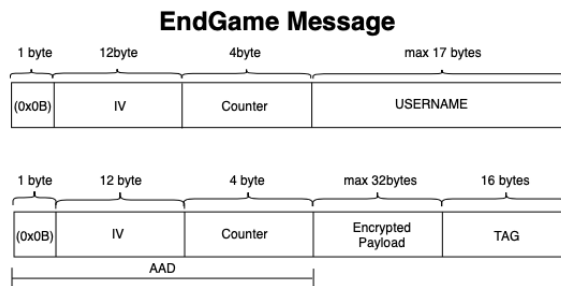 EndGame Message
1 byte 12byte 4byte max 17 bytes
(0x0B) IV Counter USERNAME
1 byte 12 byte 4 byte max 32bytes 16 bytes
(0x0B) IV Counter Encrypted Payload TAG
AAD